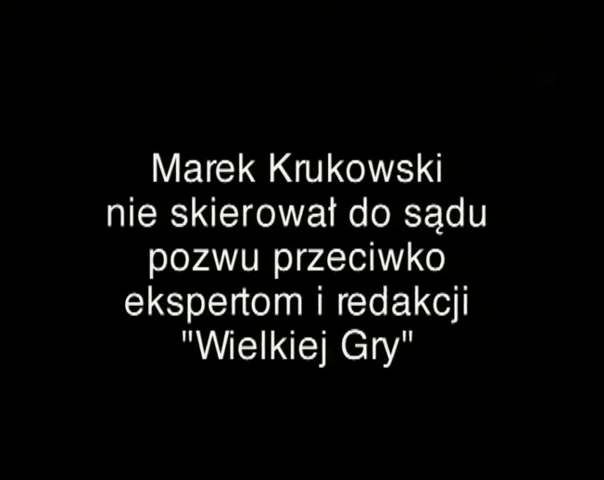 Marek Krukowski
nie skierował do sądu
pozwu przeciwko
ekspertom i redakcji
"Wielkiej Gry"